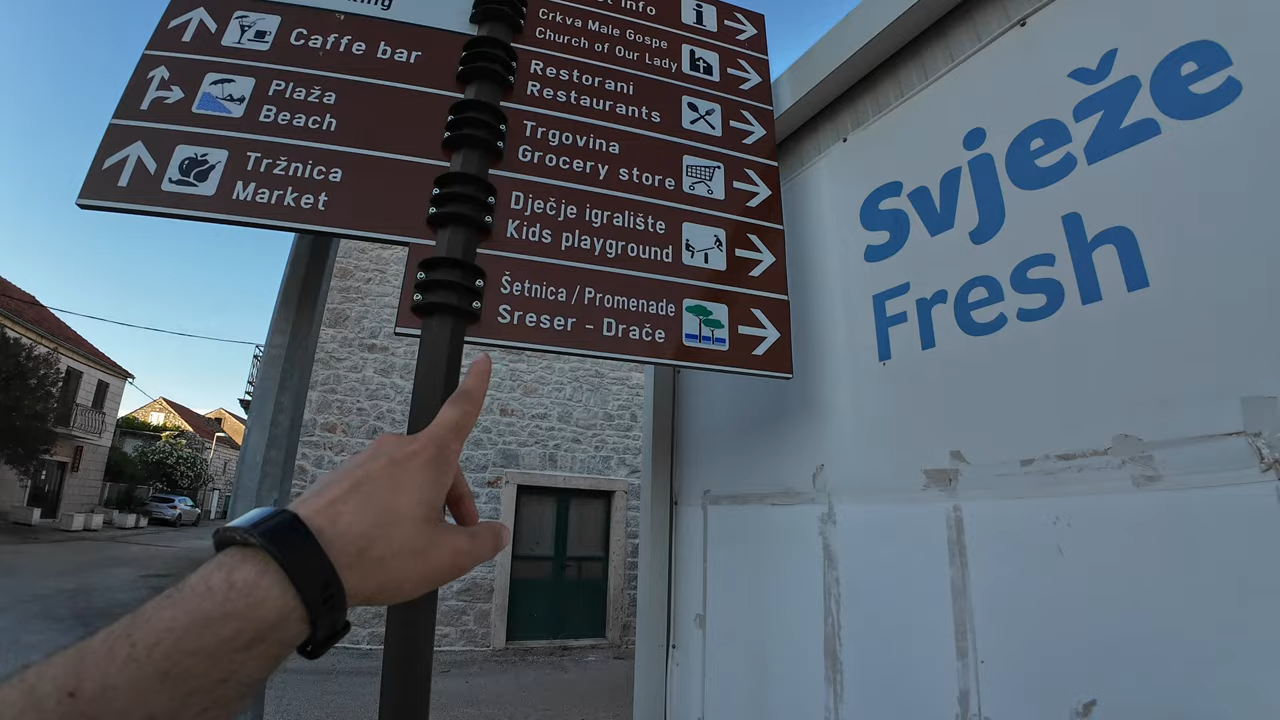 Caffe bar
Plaža
Beach
Tržnica
Market
Info
Crkva Male Gospe
Church of Our Lady
Restorani
Restaurants
Trgovina
Grocery store
Dječje igralište
Kids playground
Šetnica / Promenade
Sreser - Drače
Svježe
Fresh